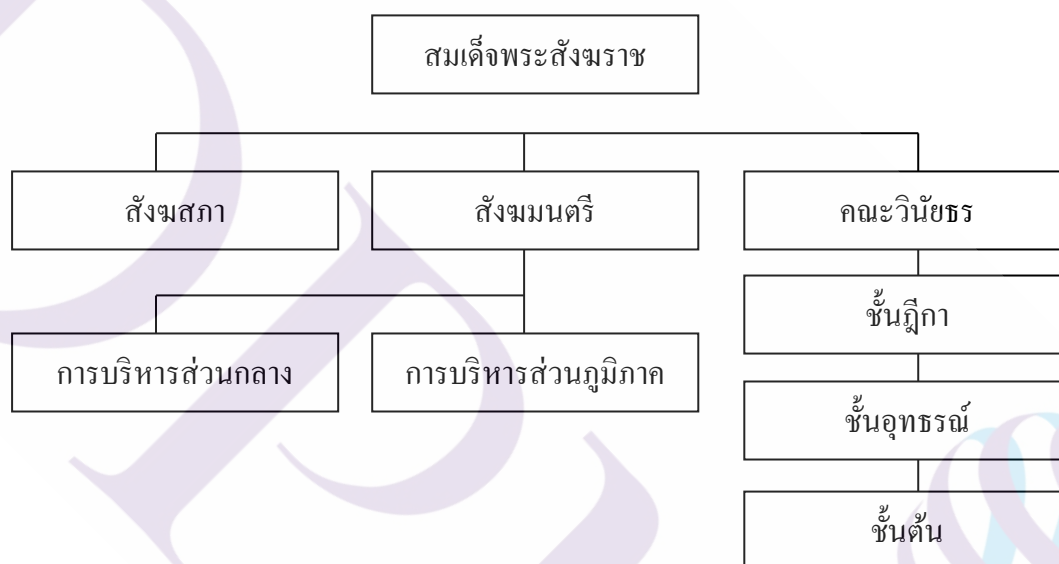 สมเด็จพระสังฆราช
สังฆสภา
สังฆมนตรี
คณะวินัยธร
ชั้นฎีกา
การบริหารส่วนกลาง
การบริหารส่วนภูมิภาค
ชั้นอุทธรณ์
ชั้นต้น